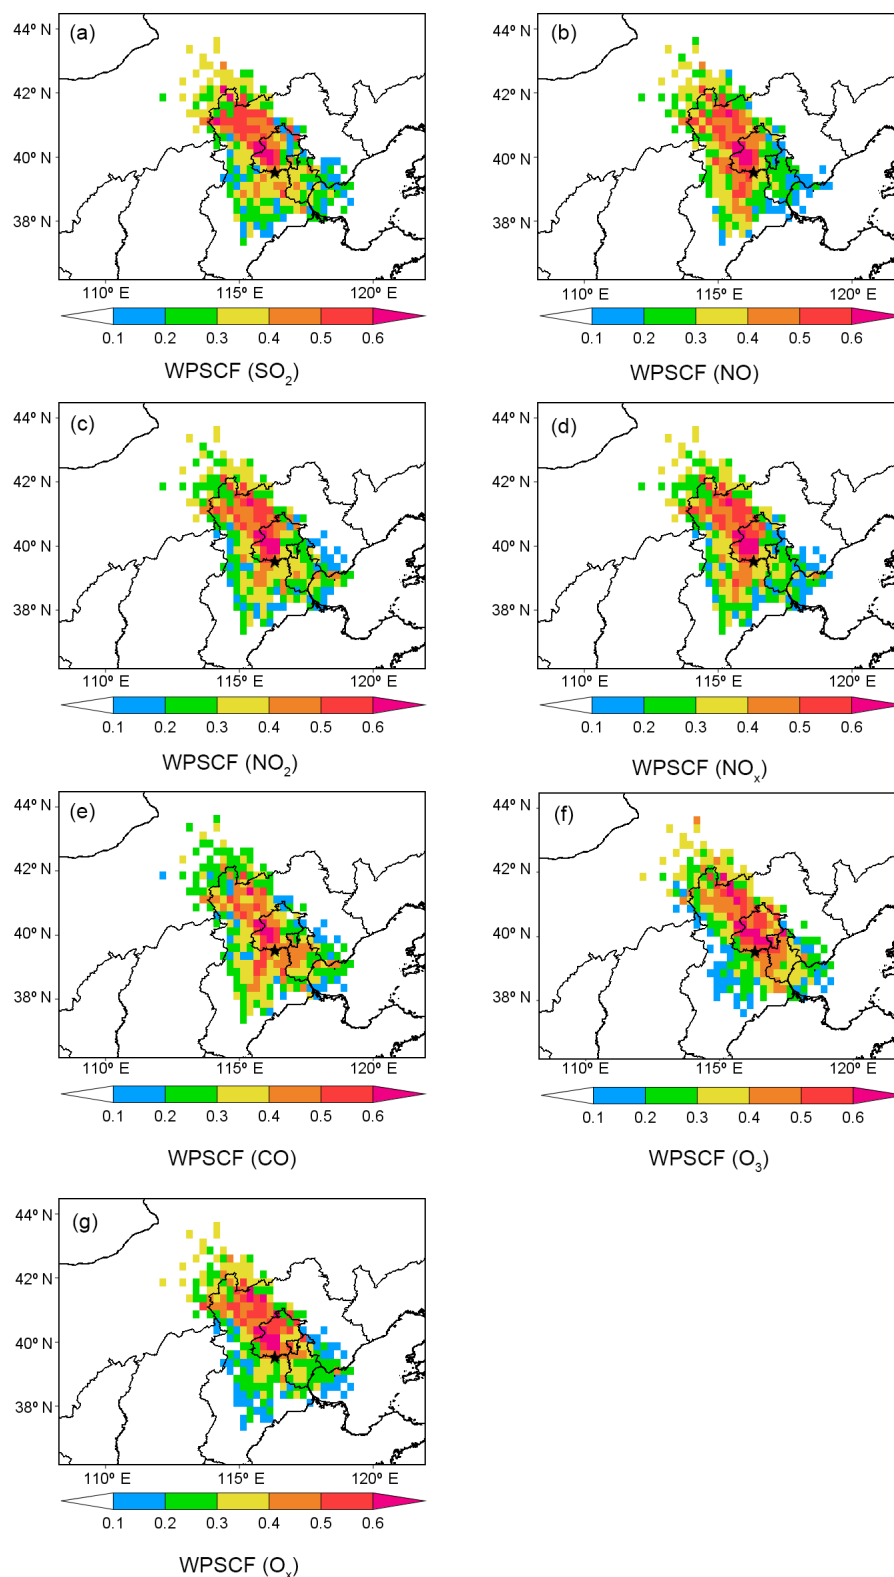 (a)
44° N
42° N
40° N
38° N
110° E 115° E 120° E
0.1 0.2 0.3 0.4 0.5 0.6
WPSCF (SO₂)
(b)
44° N
42° N
40° N
38° N
110° E 115° E 120° E
0.1 0.2 0.3 0.4 0.5 0.6
WPSCF (NO)
(c)
44° N
42° N
40° N
38° N
110° E 115° E 120° E
0.1 0.2 0.3 0.4 0.5 0.6
WPSCF (NO₂)
(d)
44° N
42° N
40° N
38° N
110° E 115° E 120° E
0.1 0.2 0.3 0.4 0.5 0.6
WPSCF (NOₓ)
(e)
44° N
42° N
40° N
38° N
110° E 115° E 120° E
0.1 0.2 0.3 0.4 0.5 0.6
WPSCF (CO)
(f)
44° N
42° N
40° N
38° N
110° E 115° E 120° E
0.1 0.2 0.3 0.4 0.5 0.6
WPSCF (O₃)
(g)
44° N
42° N
40° N
38° N
110° E 115° E 120° E
0.1 0.2 0.3 0.4 0.5 0.6
WPSCF (Oₓ)